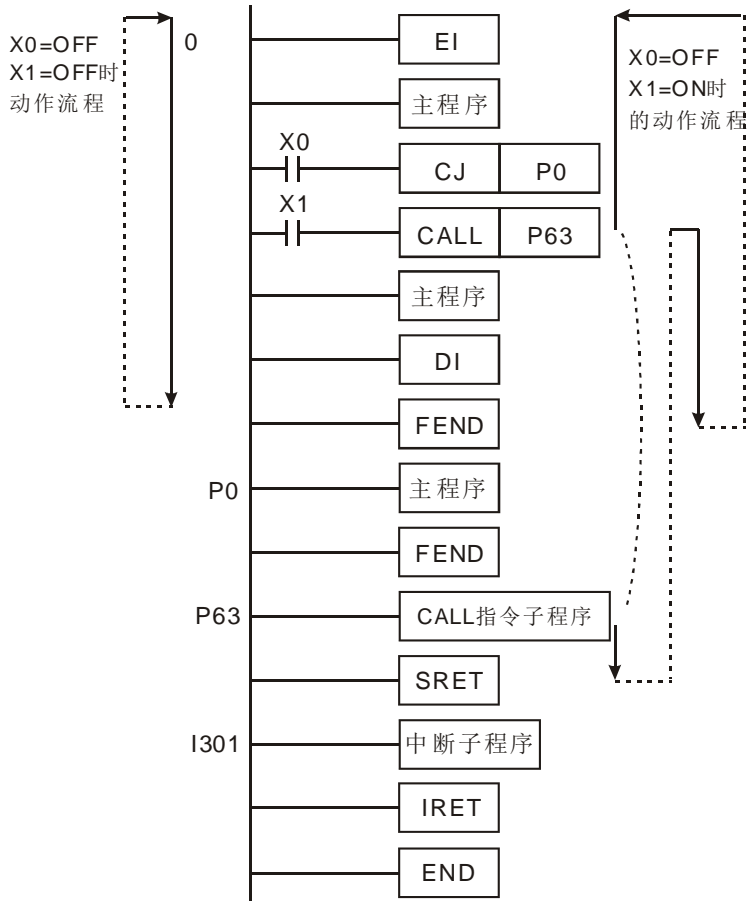 X0=OFF
X1=OFF时
动作流程
0
EI
X0=OFF
X1=ON时
的动作流程
主程序
X0
CJ P0
X1
CALL P63
主程序
DI
FEND
P0
主程序
FEND
P63
CALL指令子程序
SRET
I301
中断子程序
IRET
END